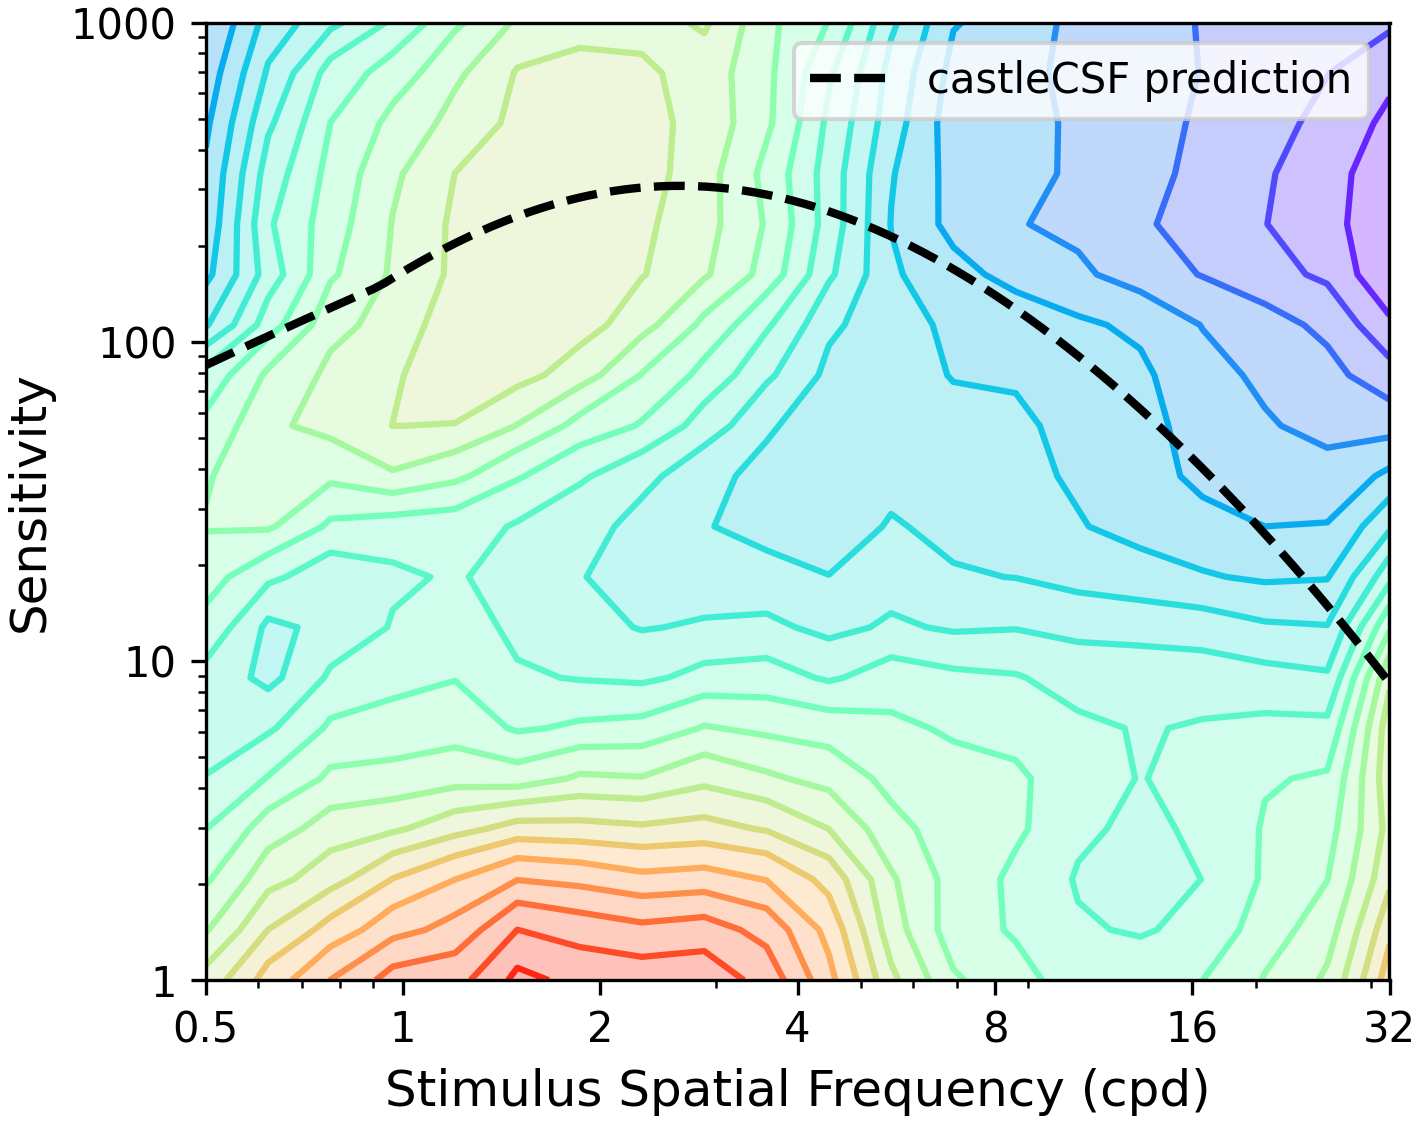 1000
castleCSF prediction
100
Sensitivity
10
1
0.5 1 2 4 8 16 32
Stimulus Spatial Frequency (cpd)